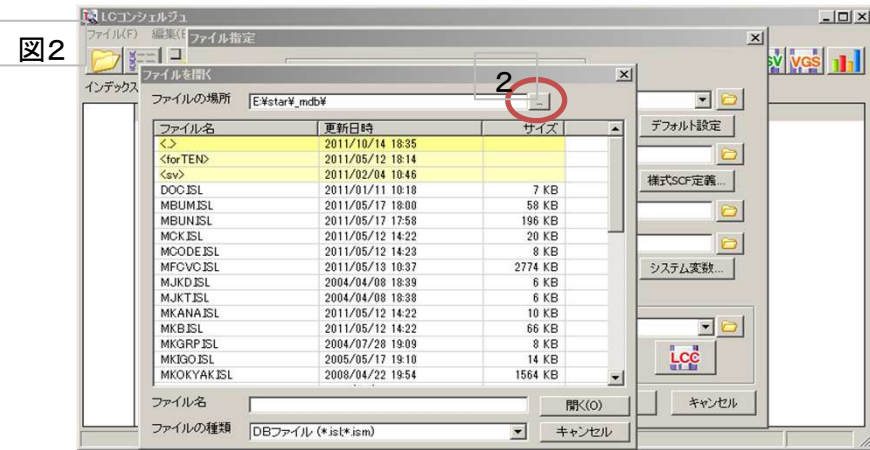 図2
LCコンシェルジュ
ファイル(F) 編集(E
ファイル指定
SV VGS
インデックス
ファイルを開く
2
ファイルの場所 E:¥star¥_mdb¥ ...
デフォルト設定
様式SCF定義...
システム変数...
LCC
キャンセル
ファイル名 更新日時 サイズ
<.> 2011/10/14 18:35
<forTEN> 2011/05/12 18:14
<sv> 2011/02/04 10:46
DOC.ISL 2011/01/11 10:18 7 KB
MBUM.ISL 2011/05/17 18:00 58 KB
MBUN.ISL 2011/05/17 17:58 196 KB
MCK.ISL 2011/05/12 14:22 20 KB
MCODE.ISL 2011/05/12 14:23 8 KB
MFCVC.ISL 2011/05/13 10:37 2774 KB
MJKD.ISL 2004/04/08 18:39 6 KB
MJKT.ISL 2004/04/08 18:38 6 KB
MKANA.ISL 2011/05/12 14:22 10 KB
MKB.ISL 2011/05/12 14:22 66 KB
MKGRP.ISL 2004/07/28 19:09 8 KB
MKIGO.ISL 2005/05/17 19:10 14 KB
MKOKYAK.ISL 2008/04/22 19:54 1564 KB
ファイル名 開く(O)
ファイルの種類 DBファイル (*.isl;*.ism) キャンセル